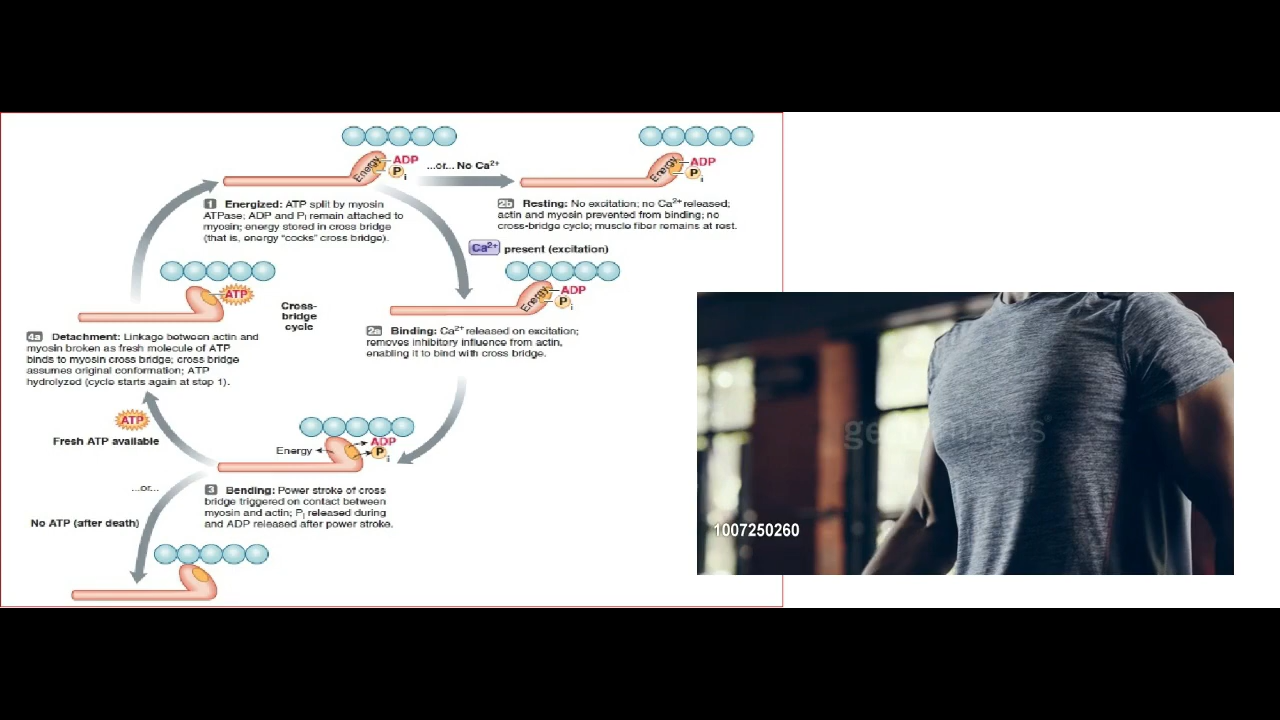 ADP
Pi
Energy
...or... No Ca2+
ADP
Pi
Energy
1 Energized: ATP split by myosin
ATPase; ADP and Pi remain attached to
myosin; energy stored in cross bridge
(that is, energy "cocks" cross bridge).
2b Resting: No excitation; no Ca2+ released;
actin and myosin prevented from binding; no
cross-bridge cycle; muscle fiber remains at rest.
Ca2+ present (excitation)
ADP
Pi
Energy
ATP
Cross-
bridge
cycle
2a Binding: Ca2+ released on excitation;
removes inhibitory influence from actin,
enabling it to bind with cross bridge.
4a Detachment: Linkage between actin and
myosin broken as fresh molecule of ATP
binds to myosin cross bridge; cross bridge
assumes original conformation; ATP
hydrolyzed (cycle starts again at step 1).
ATP
Fresh ATP available
Energy
ADP
Pi
...or...
No ATP (after death)
3 Bending: Power stroke of cross
bridge triggered on contact between
myosin and actin; Pi released during
and ADP released after power stroke.
1007250260